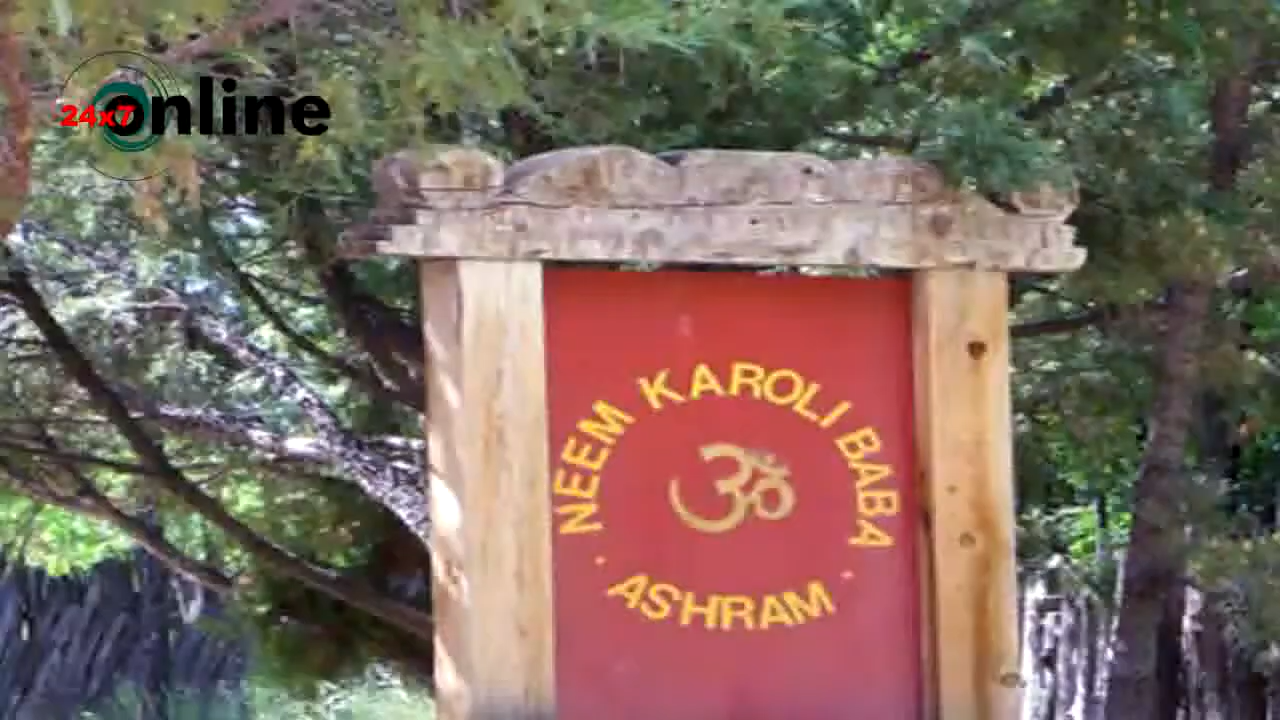 24x7 online
NEEM KAROLI BABA
ॐ
· ASHRAM ·